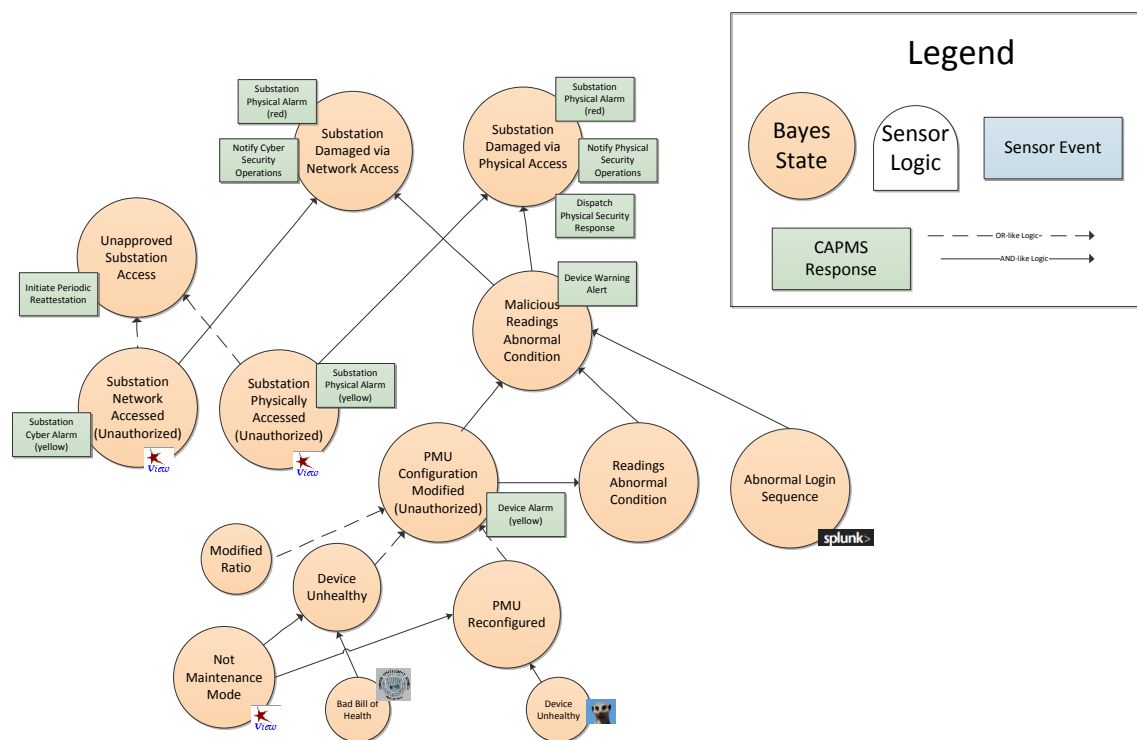 Legend
Bayes
State
Sensor
Logic
Sensor Event
CAPMS
Response
OR-like Logic
AND-like Logic
Substation
Physical Alarm
(red)
Notify Cyber
Security
Operations
Substation
Damaged via
Network Access
Substation
Damaged via
Physical Access
Substation
Physical Alarm
(red)
Notify Physical
Security
Operations
Dispatch
Physical Security
Response
Unapproved
Substation
Access
Initiate Periodic
Reattestation
Device Warning
Alert
Malicious
Readings
Abnormal
Condition
Substation
Network
Accessed
(Unauthorized)
Substation
Cyber Alarm
(yellow)
View
Substation
Physically
Accessed
(Unauthorized)
Substation
Physical Alarm
(yellow)
View
PMU
Configuration
Modified
(Unauthorized)
Device Alarm
(yellow)
Readings
Abnormal
Condition
Abnormal Login
Sequence
splunk>
Modified
Ratio
Device
Unhealthy
PMU
Reconfigured
Not
Maintenance
Mode
View
Bad Bill of
Health
Device
Unhealthy